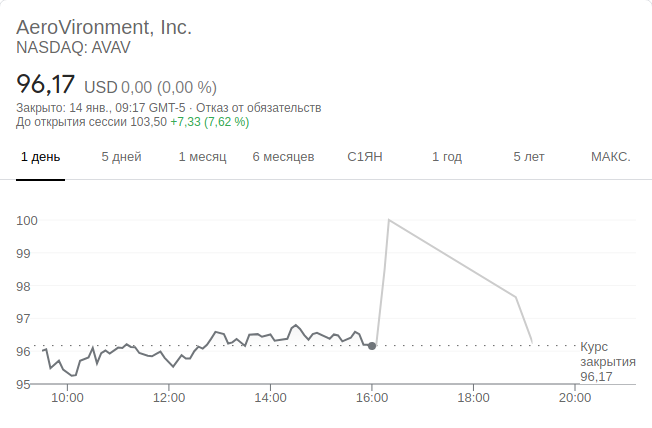 AeroVironment, Inc.
NASDAQ: AVAV
96,17 USD 0,00 (0,00 %)
Закрыто: 14 янв., 09:17 GMT-5 · Отказ от обязательств
До открытия сессии 103,50 +7,33 (7,62 %)
1 день 5 дней 1 месяц 6 месяцев С1ЯН 1 год 5 лет МАКС.
100
99
98
97
96
95
Курс
закрытия
96,17
10:00 12:00 14:00 16:00 18:00 20:00